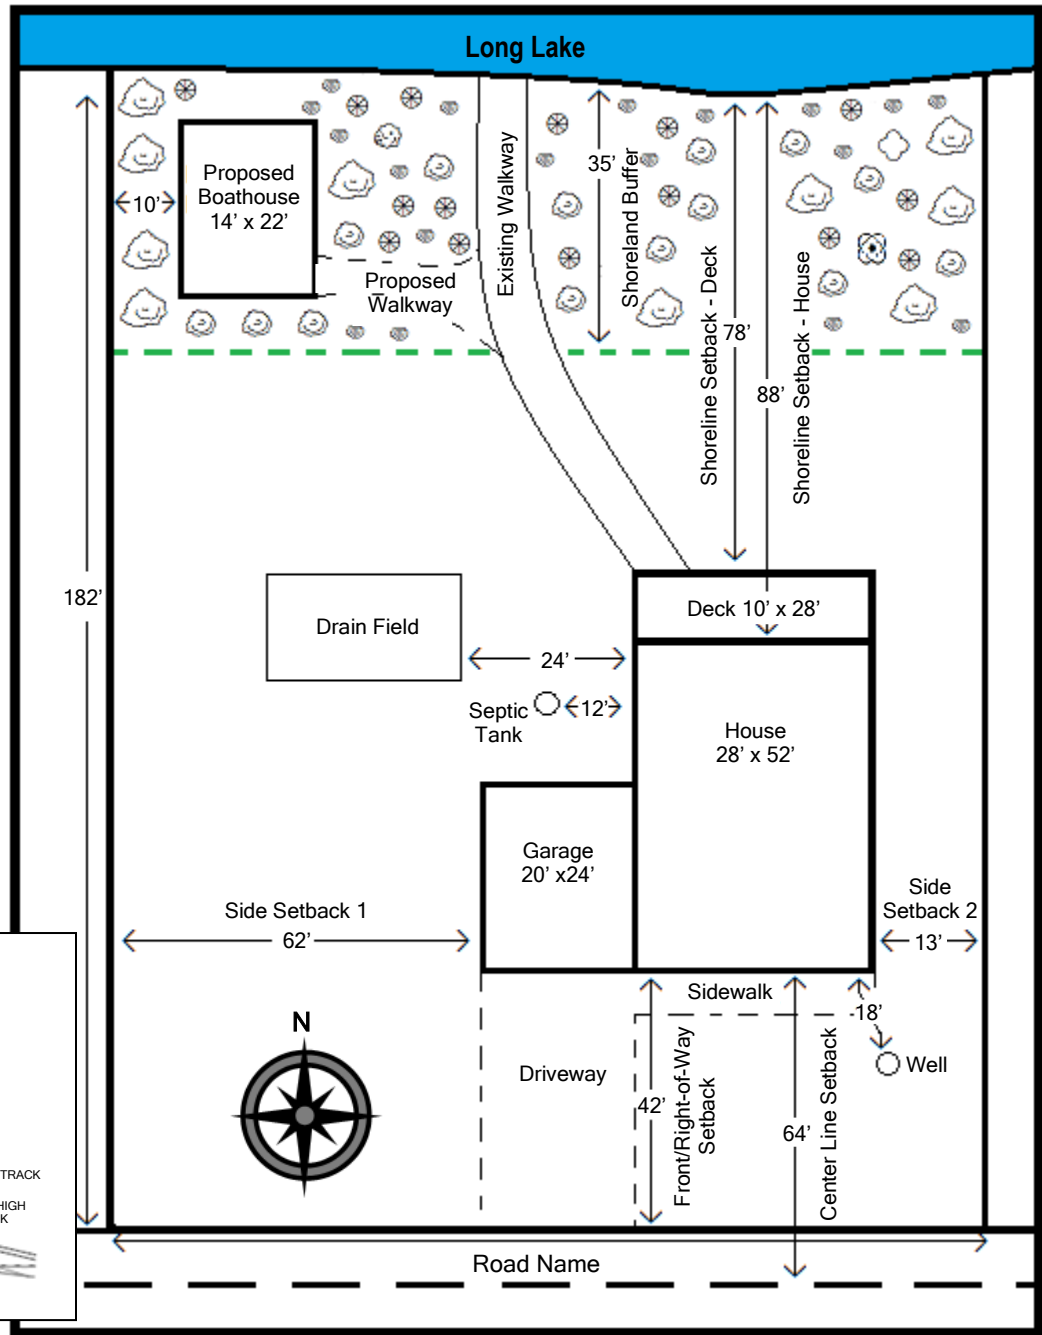 Long Lake
Proposed
Boathouse
14' x 22'
10'
Existing Walkway
35'
Shoreland Buffer
Shoreline Setback - Deck
78'
Shoreline Setback - House
88'
Proposed
Walkway
182'
Drain Field
Deck 10' x 28'
24'
Septic
Tank
12'
House
28' x 52'
Garage
20' x24'
Side Setback 1
62'
Side
Setback 2
13'
Sidewalk
18'
Well
N
Driveway
42'
Front/Right-of-Way
Setback
64'
Center Line Setback
TRACK
HIGH
K
Road Name